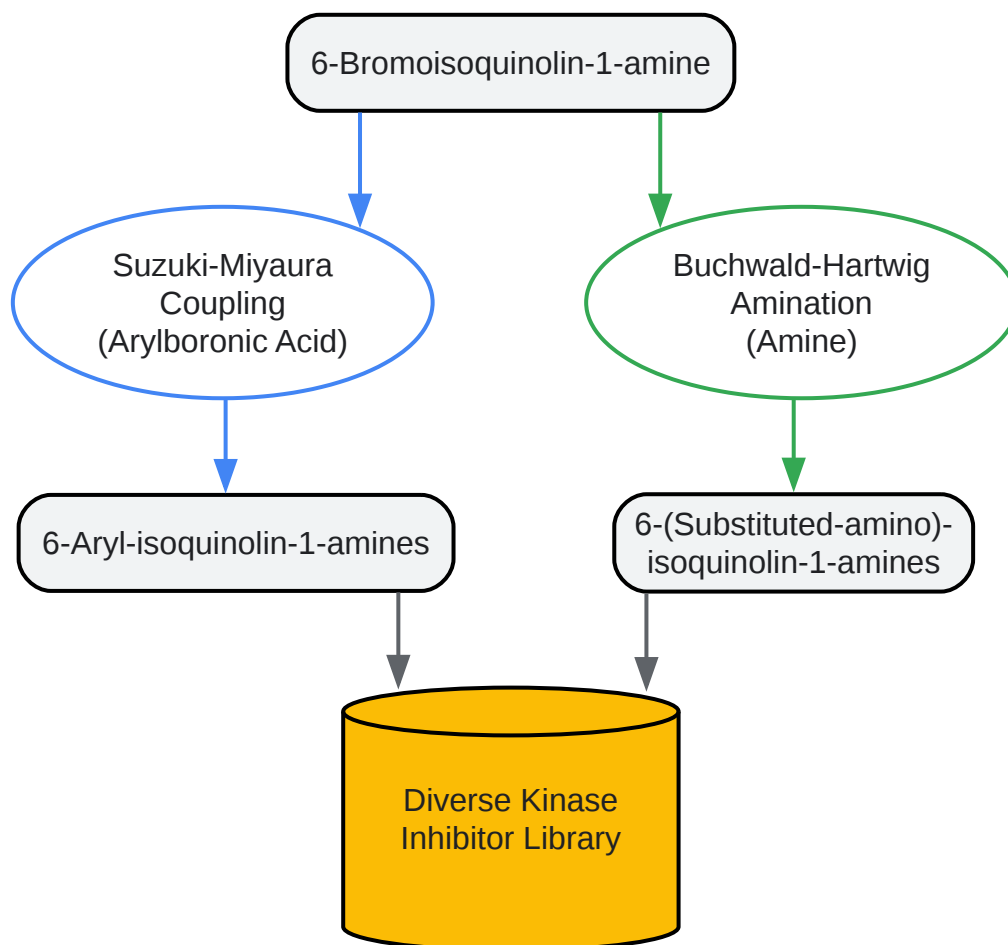 6-Bromoisoquinolin-1-amine
Suzuki-Miyaura
Coupling
(Arylboronic Acid)
Buchwald-Hartwig
Amination
(Amine)
6-Aryl-isoquinolin-1-amines
6-(Substituted-amino)-
isoquinolin-1-amines
Diverse Kinase
Inhibitor Library